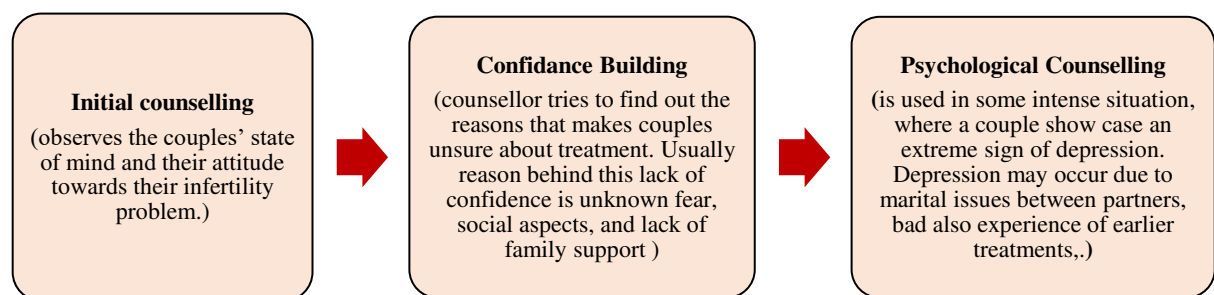 Initial counselling
(observes the couples’ state
of mind and their attitude
towards their infertility
problem.)
Confidance Building
(counsellor tries to find out the
reasons that makes couples
unsure about treatment. Usually
reason behind this lack of
confidence is unknown fear,
social aspects, and lack of
family support )
Psychological Counselling
(is used in some intense situation,
where a couple show case an
extreme sign of depression.
Depression may occur due to
marital issues between partners,
bad also experience of earlier
treatments,.)